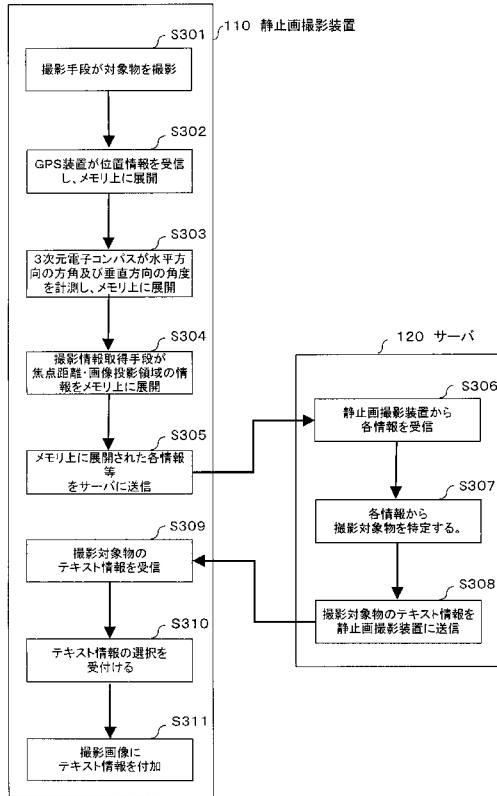 110 静止画撮影装置
S301
撮影手段が対象物を撮影
S302
GPS装置が位置情報を受信
し、メモリ上に展開
S303
3次元電子コンパスが水平方
向の方角及び垂直方向の角度
を計測し、メモリ上に展開
S304
撮影情報取得手段が
焦点距離・画像投影領域の情
報をメモリ上に展開
S305
メモリ上に展開された各情報
等
をサーバに送信
120 サーバ
S306
静止画撮影装置から
各情報を受信
S307
各情報から
撮影対象物を特定する。
S308
撮影対象物のテキスト情報を
静止画撮影装置に送信
S309
撮影対象物の
テキスト情報を受信
S310
テキスト情報の選択を
受付ける
S311
撮影画像に
テキスト情報を付加